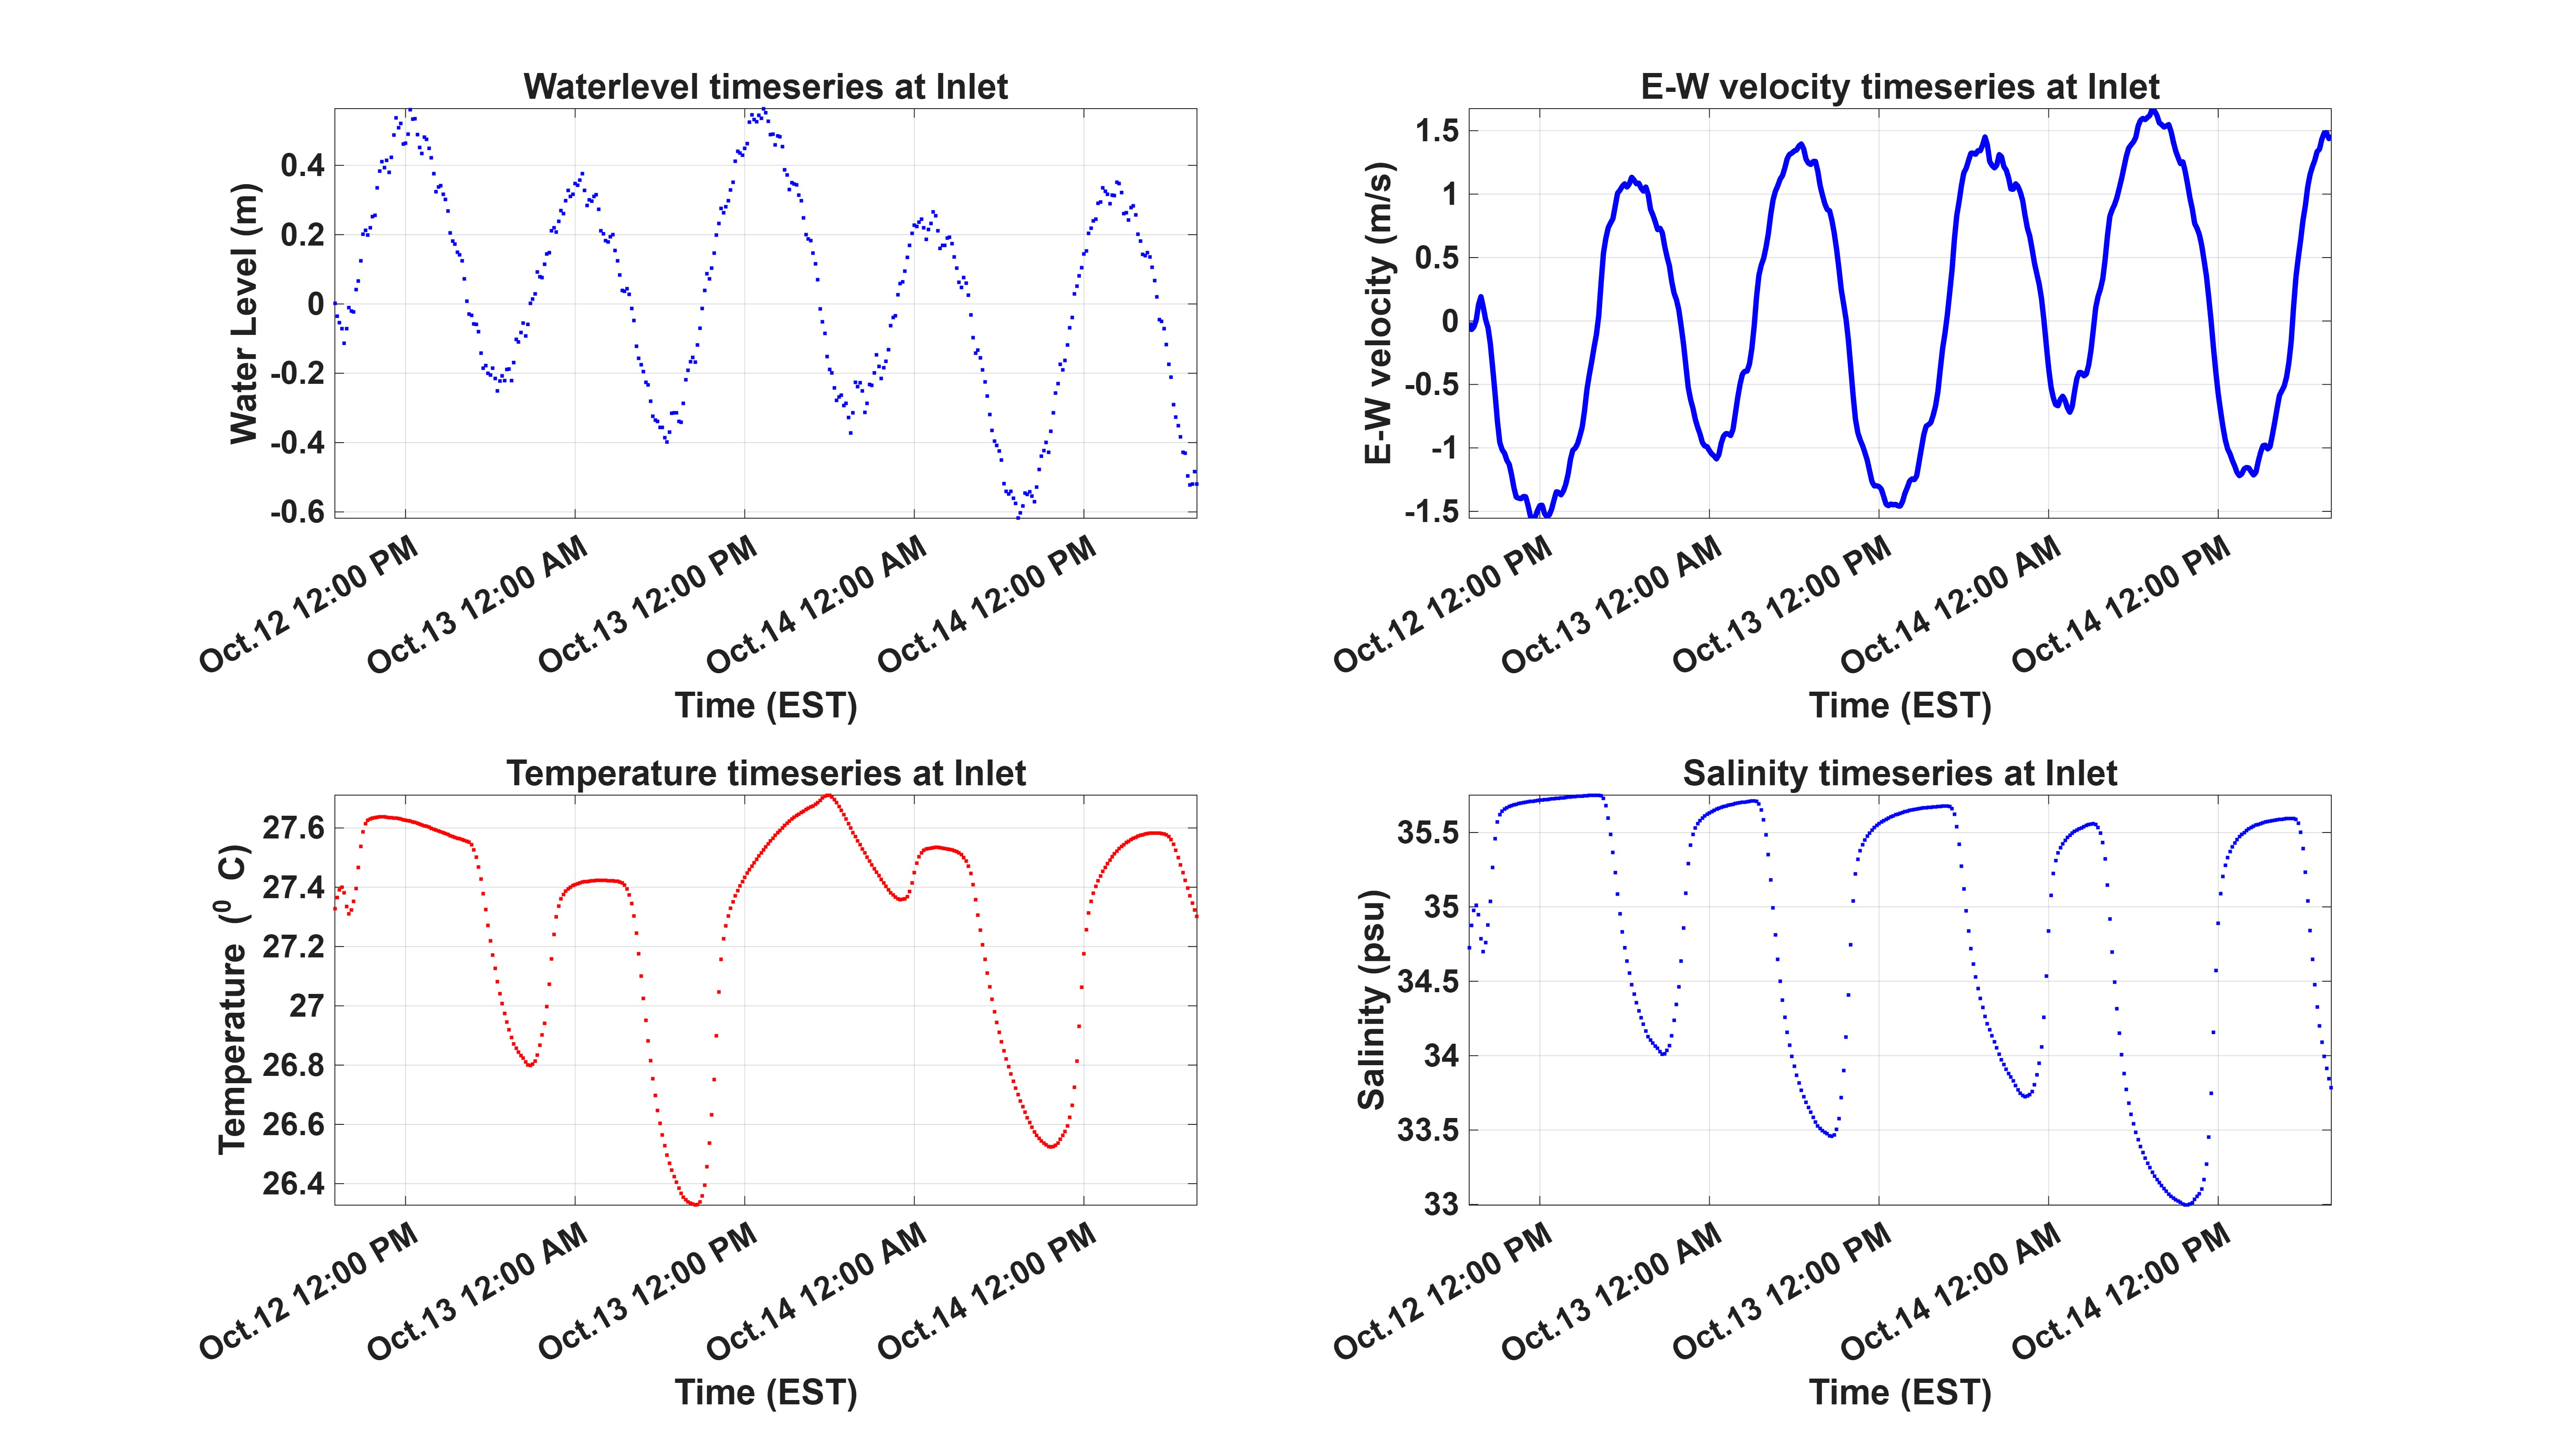 Waterlevel timeseries at Inlet
Water Level (m)
0.4
0.2
0
-0.2
-0.4
-0.6
Oct.12 12:00 PM
Oct.13 12:00 AM
Oct.13 12:00 PM
Oct.14 12:00 AM
Oct.14 12:00 PM
Time (EST)
E-W velocity timeseries at Inlet
E-W velocity (m/s)
1.5
1
0.5
0
-0.5
-1
-1.5
Oct.12 12:00 PM
Oct.13 12:00 AM
Oct.13 12:00 PM
Oct.14 12:00 AM
Oct.14 12:00 PM
Time (EST)
Temperature timeseries at Inlet
Temperature (⁰ C)
27.6
27.4
27.2
27
26.8
26.6
26.4
Oct.12 12:00 PM
Oct.13 12:00 AM
Oct.13 12:00 PM
Oct.14 12:00 AM
Oct.14 12:00 PM
Time (EST)
Salinity timeseries at Inlet
Salinity (psu)
35.5
35
34.5
34
33.5
33
Oct.12 12:00 PM
Oct.13 12:00 AM
Oct.13 12:00 PM
Oct.14 12:00 AM
Oct.14 12:00 PM
Time (EST)